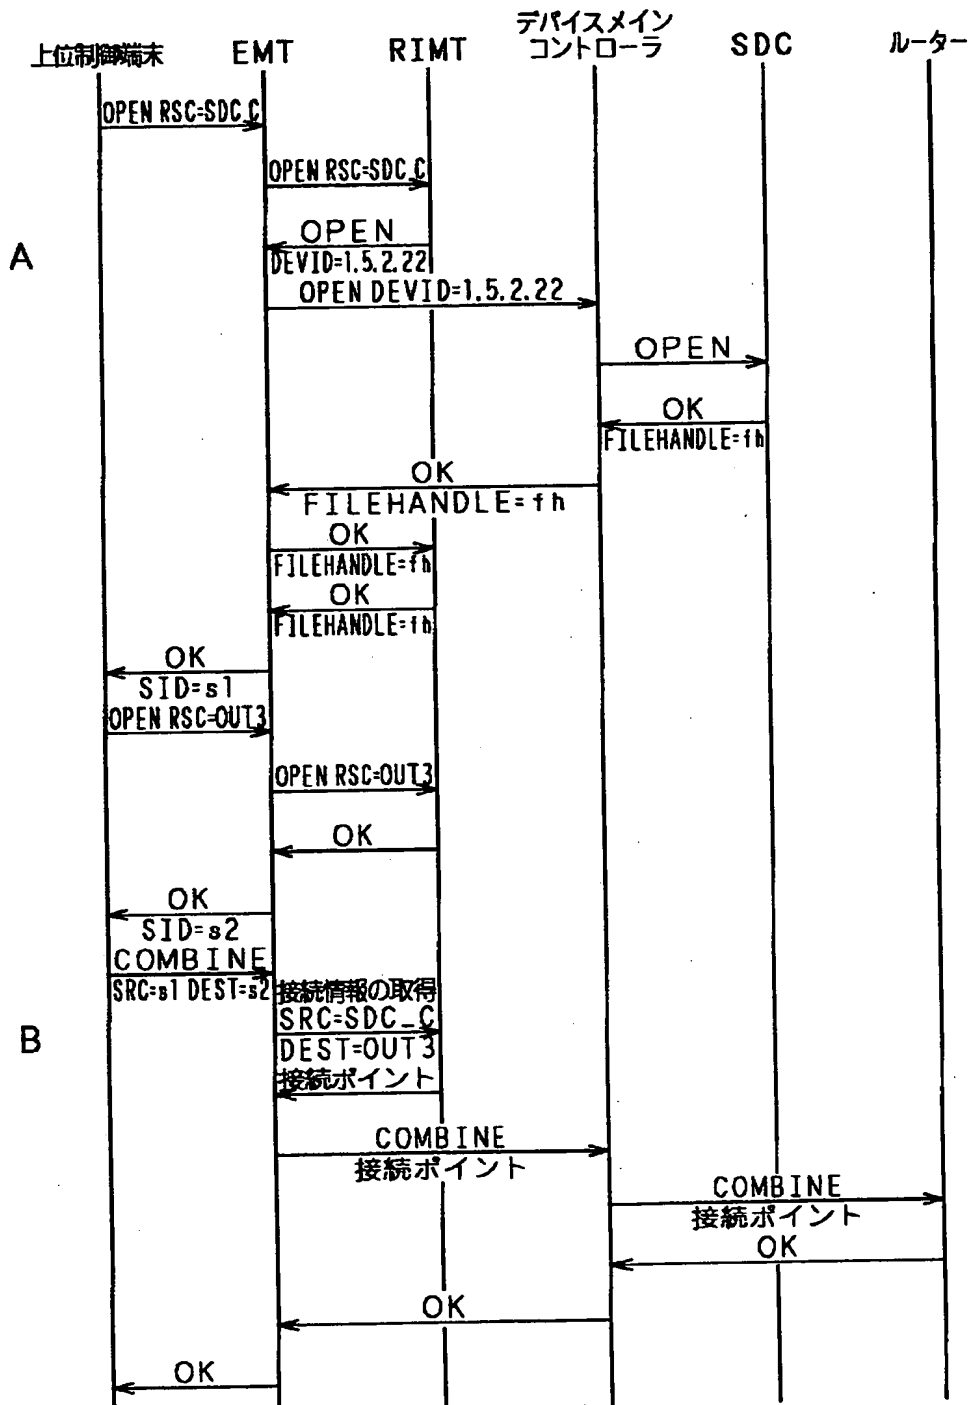 上位制御端末
EMT
RIMT
デバイスメイン
コントローラ
SDC
ルーター
OPEN RSC=SDC_C
OPEN RSC=SDC_C
A
OPEN
DEVID=1.5.2.22
OPEN DEVID=1.5.2.22
OPEN
OK
FILEHANDLE=fh
OK
FILEHANDLE=fh
OK
FILEHANDLE=fh
OK
FILEHANDLE=fh
OK
SID=s1
OPEN RSC=OUT3
OPEN RSC=OUT3
OK
OK
SID=s2
COMBINE
SRC=s1 DEST=s2
接続情報の取得
SRC=SDC_C
B
DEST=OUT3
接続ポイント
COMBINE
接続ポイント
COMBINE
接続ポイント
OK
OK
OK